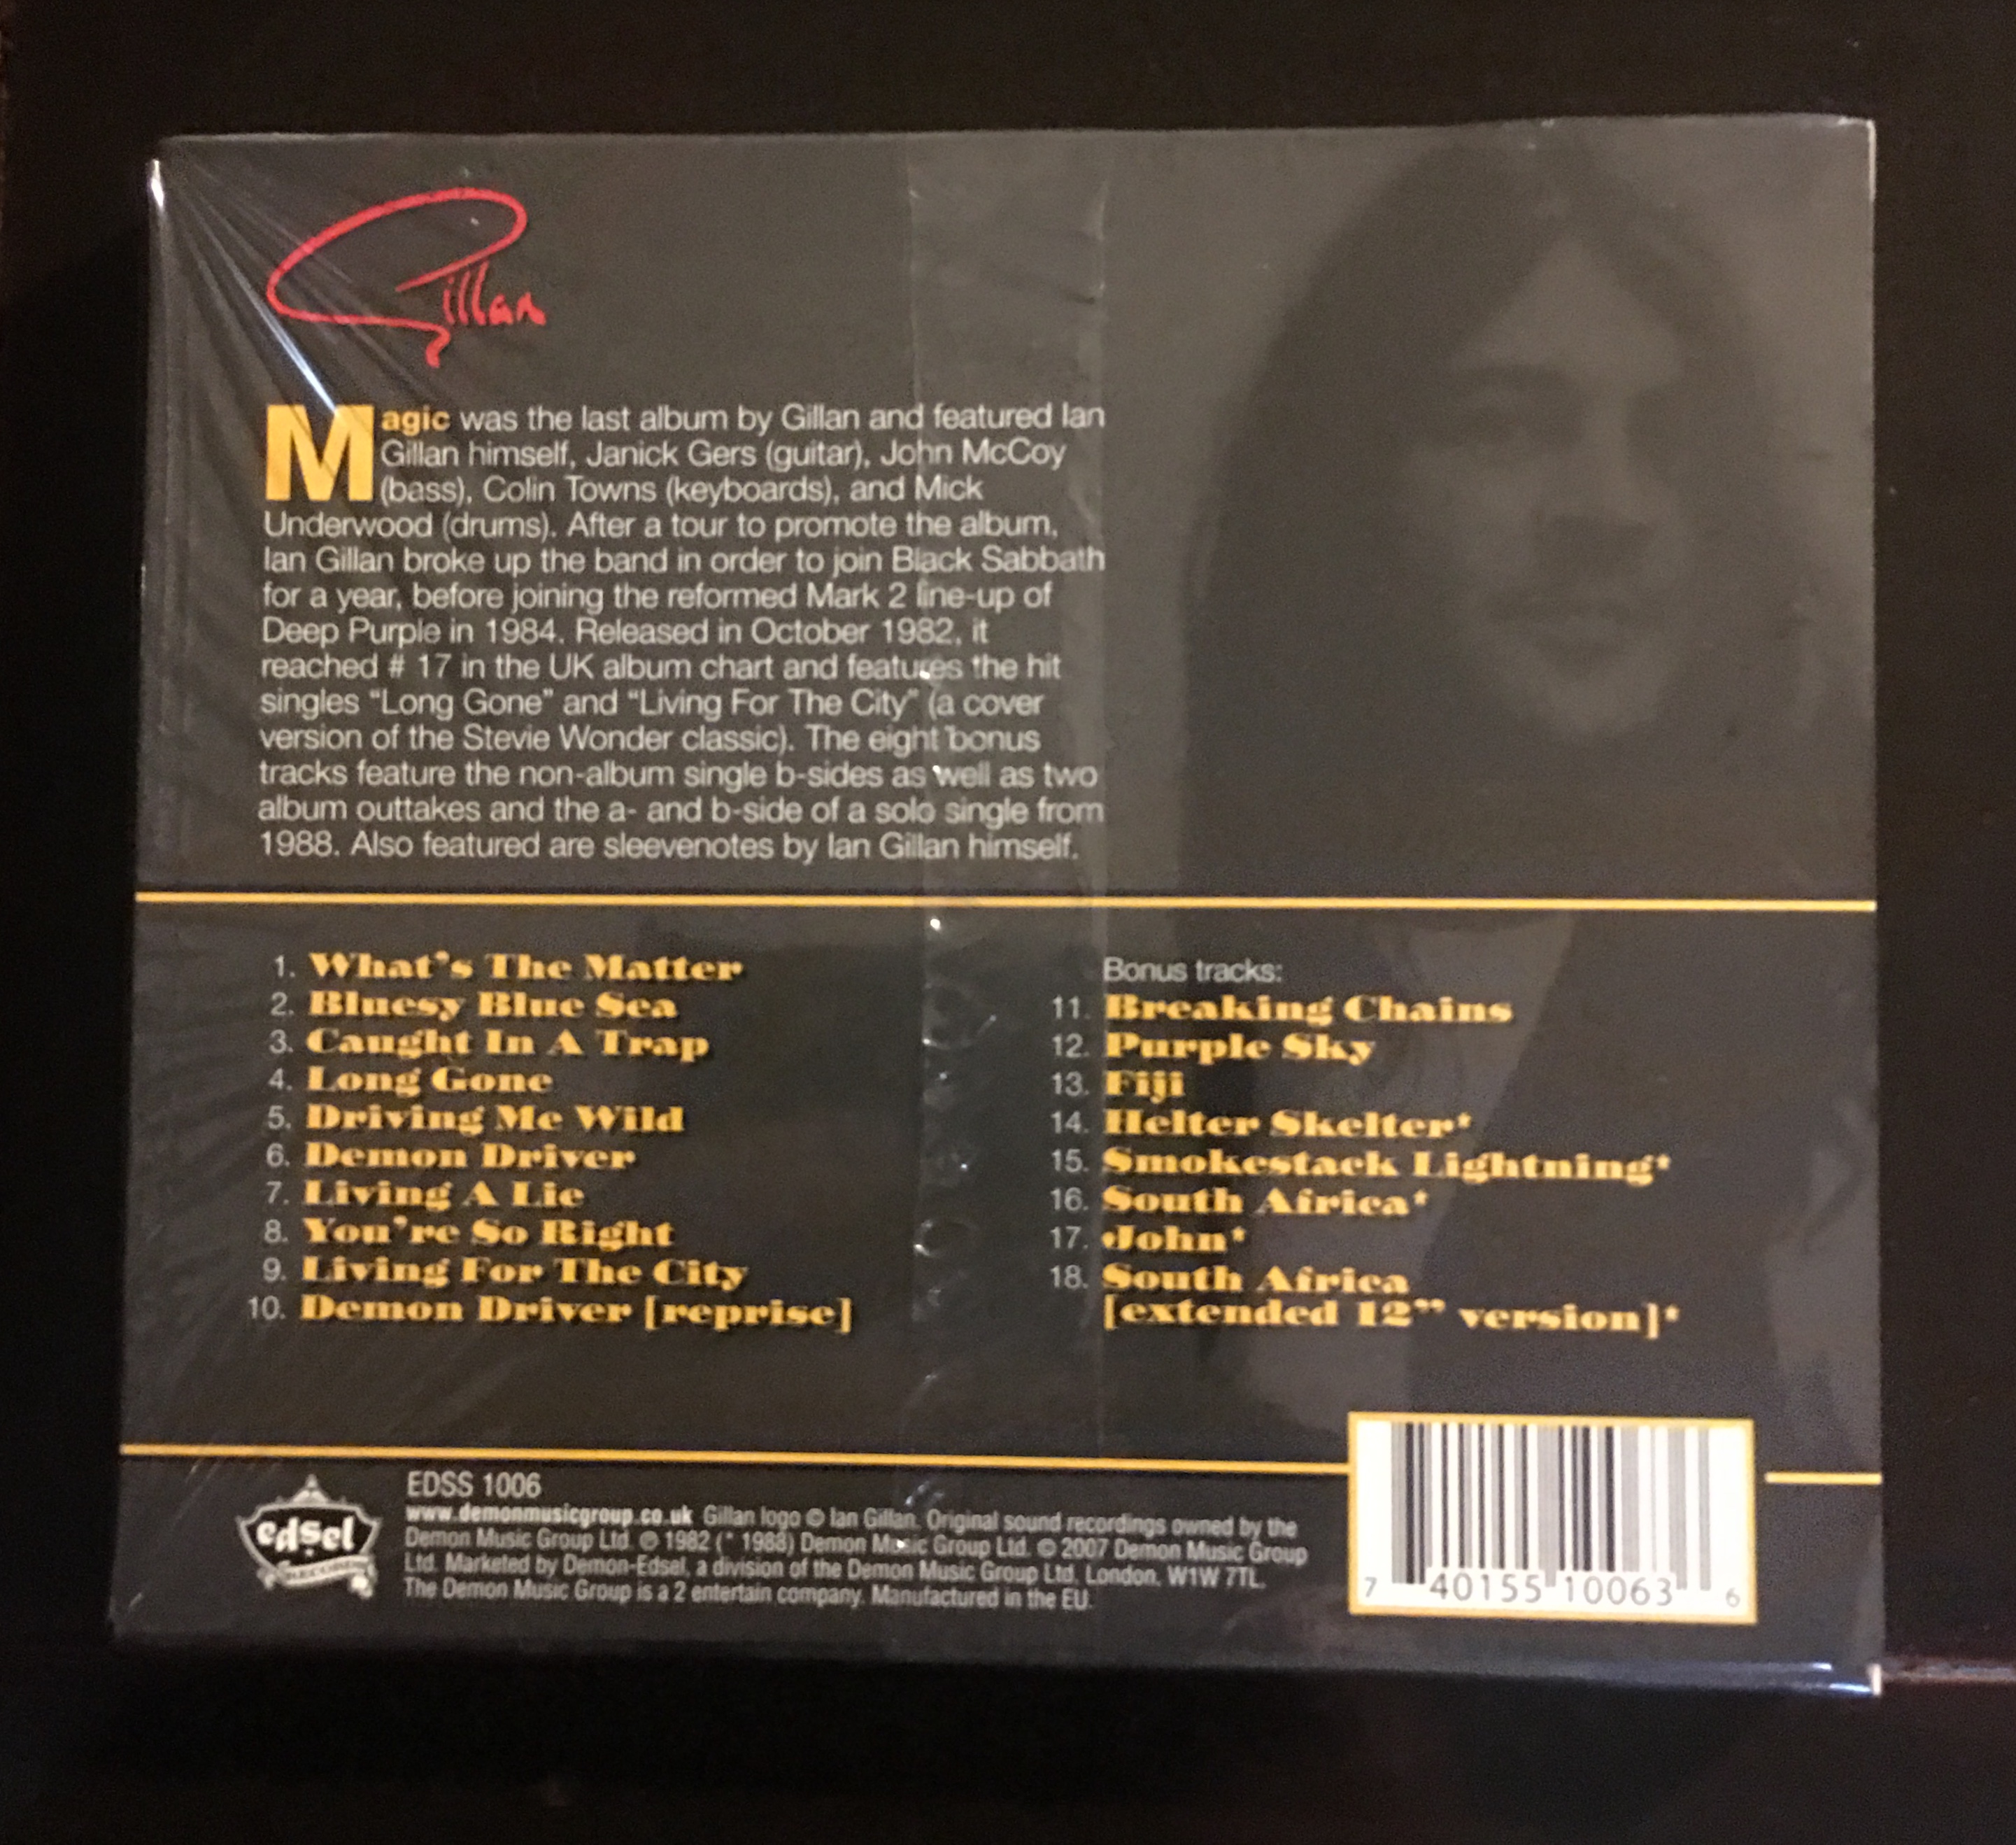 Gillan
Magic was the last album by Gillan and featured Ian
Gillan himself, Janick Gers (guitar), John McCoy
(bass), Colin Towns (keyboards), and Mick
Underwood (drums). After a tour to promote the album,
Ian Gillan broke up the band in order to join Black Sabbath
for a year, before joining the reformed Mark 2 line-up of
Deep Purple in 1984. Released in October 1982, it
reached # 17 in the UK album chart and features the hit
singles “Long Gone” and “Living For The City” (a cover
version of the Stevie Wonder classic). The eight bonus
tracks feature the non-album single b-sides as well as two
album outtakes and the a- and b-side of a solo single from
1988. Also featured are sleevenotes by Ian Gillan himself.
1. What’s The Matter
2. Bluesy Blue Sea
3. Caught In A Trap
4. Long Gone
5. Driving Me Wild
6. Demon Driver
7. Living A Lie
8. You’re So Right
9. Living For The City
10. Demon Driver [reprise]
Bonus tracks:
11. Breaking Chains
12. Purple Sky
13. Fiji
14. Helter Skelter*
15. Smokestack Lightning*
16. South Africa*
17. John*
18. South Africa
[extended 12” version]*
edsel
RECORDS
EDSS 1006
www.demonmusicgroup.co.uk Gillan logo © Ian Gillan. Original sound recordings owned by the
Demon Music Group Ltd. ℗ 1982 (* 1988) Demon Music Group Ltd. © 2007 Demon Music Group
Ltd. Marketed by Demon-Edsel, a division of the Demon Music Group Ltd, London, W1W 7TL.
The Demon Music Group is a 2 entertain company. Manufactured in the EU.
7 40155 10063 6